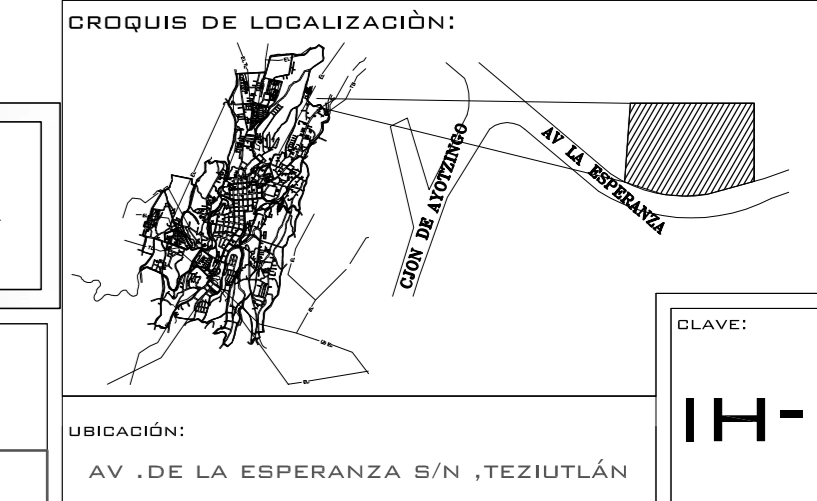 CROQUIS DE LOCALIZACIÒN:
CJON DE AYOTZINGO
AV LA ESPERANZA
CLAVE:
IH-
UBICACIÓN:
AV .DE LA ESPERANZA S/N ,TEZIUTLÁN